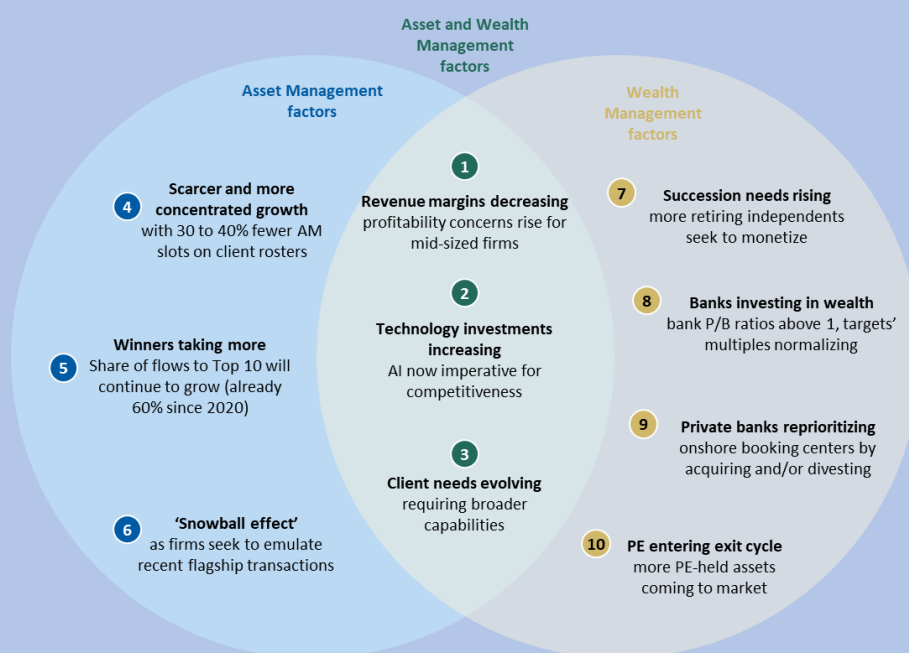 Asset and Wealth
Management
factors
Asset Management
factors
Wealth
Management
factors
1
Revenue margins decreasing
profitability concerns rise for
mid-sized firms
2
Technology investments
increasing
AI now imperative for
competitiveness
3
Client needs evolving
requiring broader
capabilities
4
Scarcer and more
concentrated growth
with 30 to 40% fewer AM
slots on client rosters
5
Winners taking more
Share of flows to Top 10 will
continue to grow (already
60% since 2020)
6
‘Snowball effect’
as firms seek to emulate
recent flagship transactions
7
Succession needs rising
more retiring independents
seek to monetize
8
Banks investing in wealth
bank P/B ratios above 1, targets’
multiples normalizing
9
Private banks reprioritizing
onshore booking centers by
acquiring and/or divesting
10
PE entering exit cycle
more PE-held assets
coming to market